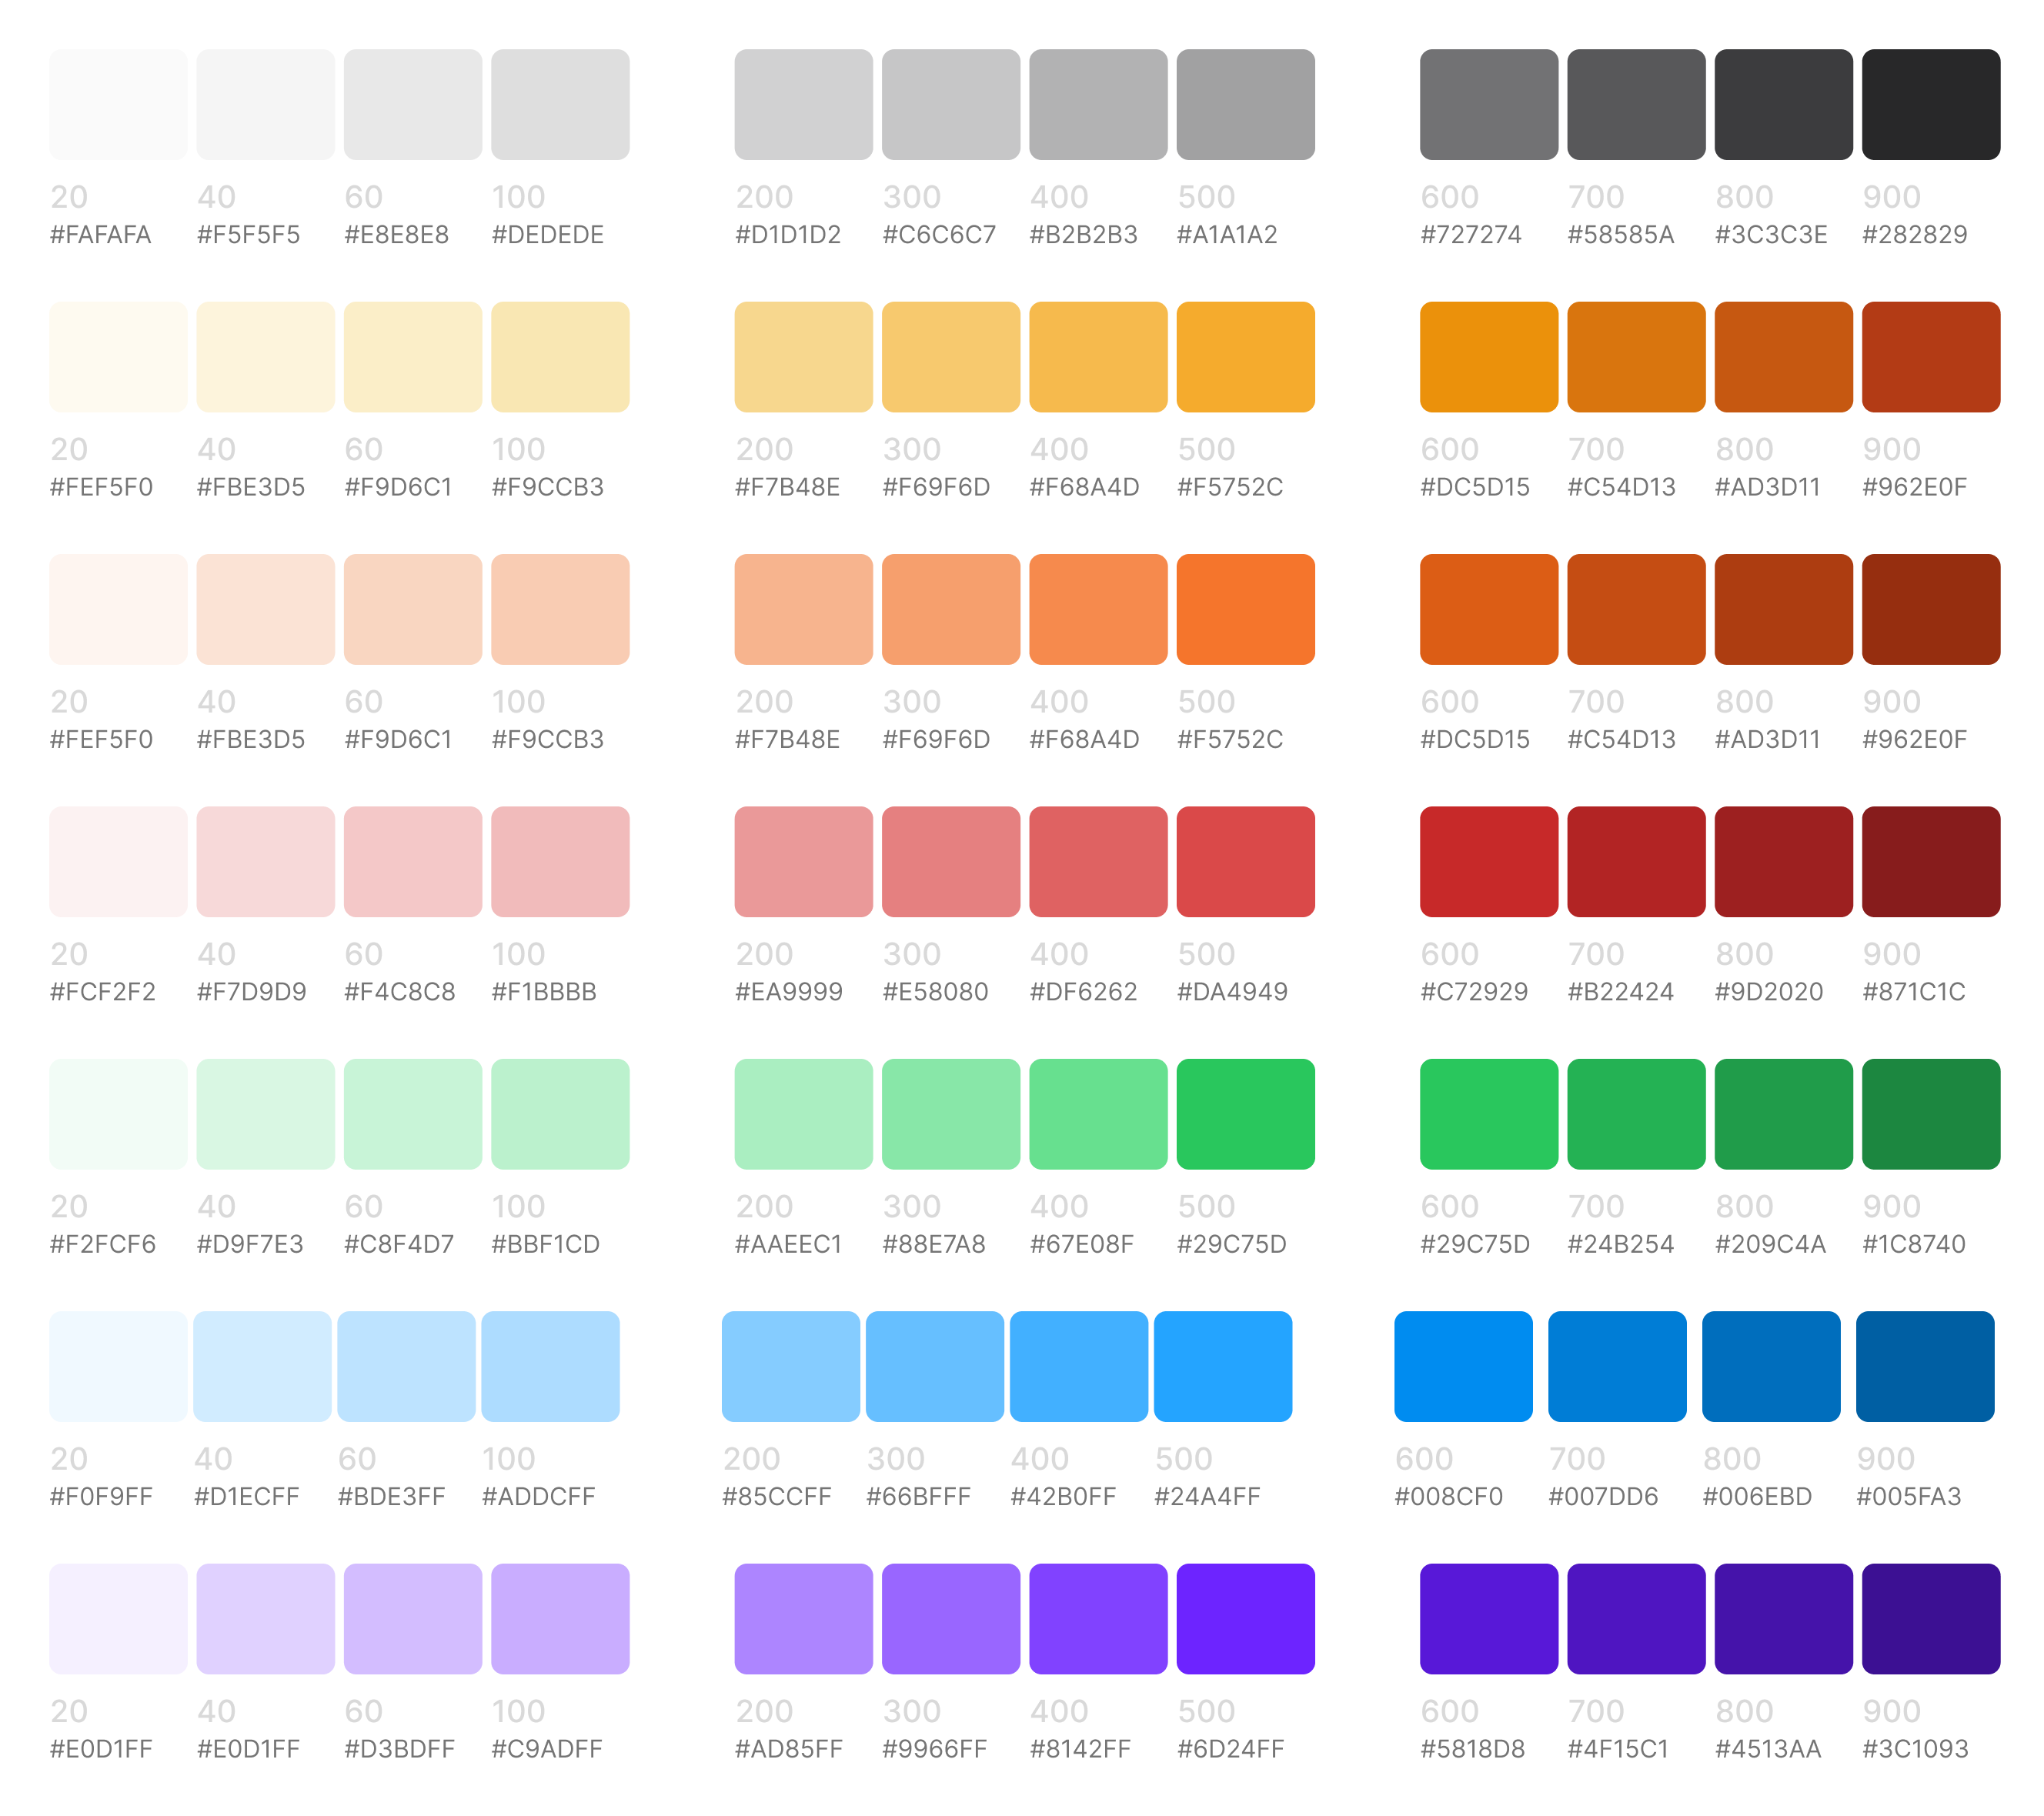 20 40 60 100 200 300 400 500 600 700 800 900
#FAFAFA #F5F5F5 #E8E8E8 #DEDEDE #D1D1D2 #C6C6C7 #B2B2B3 #A1A1A2 #727274 #58585A #3C3C3E #282829
20 40 60 100 200 300 400 500 600 700 800 900
#FEF5F0 #FBE3D5 #F9D6C1 #F9CCB3 #F7B48E #F69F6D #F68A4D #F5752C #DC5D15 #C54D13 #AD3D11 #962E0F
20 40 60 100 200 300 400 500 600 700 800 900
#FEF5F0 #FBE3D5 #F9D6C1 #F9CCB3 #F7B48E #F69F6D #F68A4D #F5752C #DC5D15 #C54D13 #AD3D11 #962E0F
20 40 60 100 200 300 400 500 600 700 800 900
#FCF2F2 #F7D9D9 #F4C8C8 #F1BBBB #EA9999 #E58080 #DF6262 #DA4949 #C72929 #B22424 #9D2020 #871C1C
20 40 60 100 200 300 400 500 600 700 800 900
#F2FCF6 #D9F7E3 #C8F4D7 #BBF1CD #AAEEC1 #88E7A8 #67E08F #29C75D #29C75D #24B254 #209C4A #1C8740
20 40 60 100 200 300 400 500 600 700 800 900
#F0F9FF #D1ECFF #BDE3FF #ADDCFF #85CCFF #66BFFF #42B0FF #24A4FF #008CF0 #007DD6 #006EBD #005FA3
20 40 60 100 200 300 400 500 600 700 800 900
#E0D1FF #E0D1FF #D3BDFF #C9ADFF #AD85FF #9966FF #8142FF #6D24FF #5818D8 #4F15C1 #4513AA #3C1093